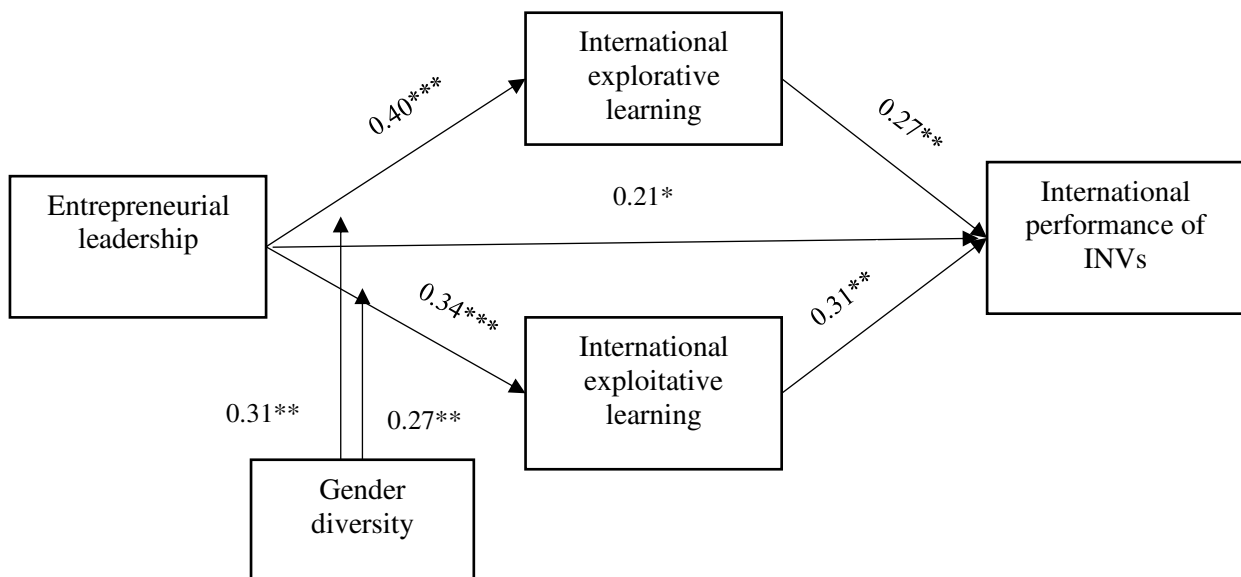 International
explorative
learning
0.40***
0.27**
Entrepreneurial
leadership
0.21*
International
performance of
INVs
0.34***
0.31**
International
exploitative
learning
0.31**
0.27**
Gender
diversity